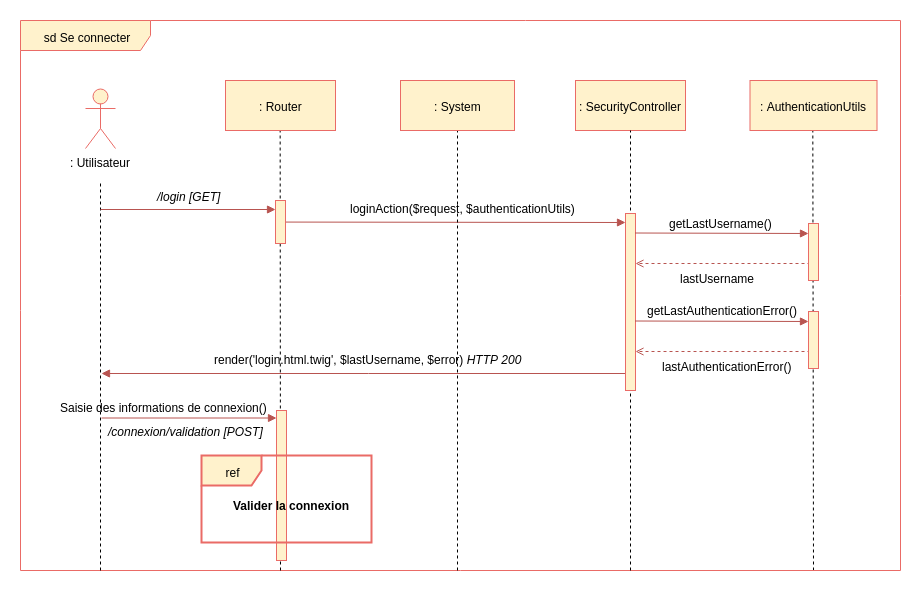 sd Se connecter
: Utilisateur
: Router
: System
: SecurityController
: AuthenticationUtils
/login [GET]
loginAction($request, $authenticationUtils)
getLastUsername()
lastUsername
getLastAuthenticationError()
lastAuthenticationError()
render('login.html.twig', $lastUsername, $error) HTTP 200
Saisie des informations de connexion()
/connexion/validation [POST]
ref
Valider la connexion